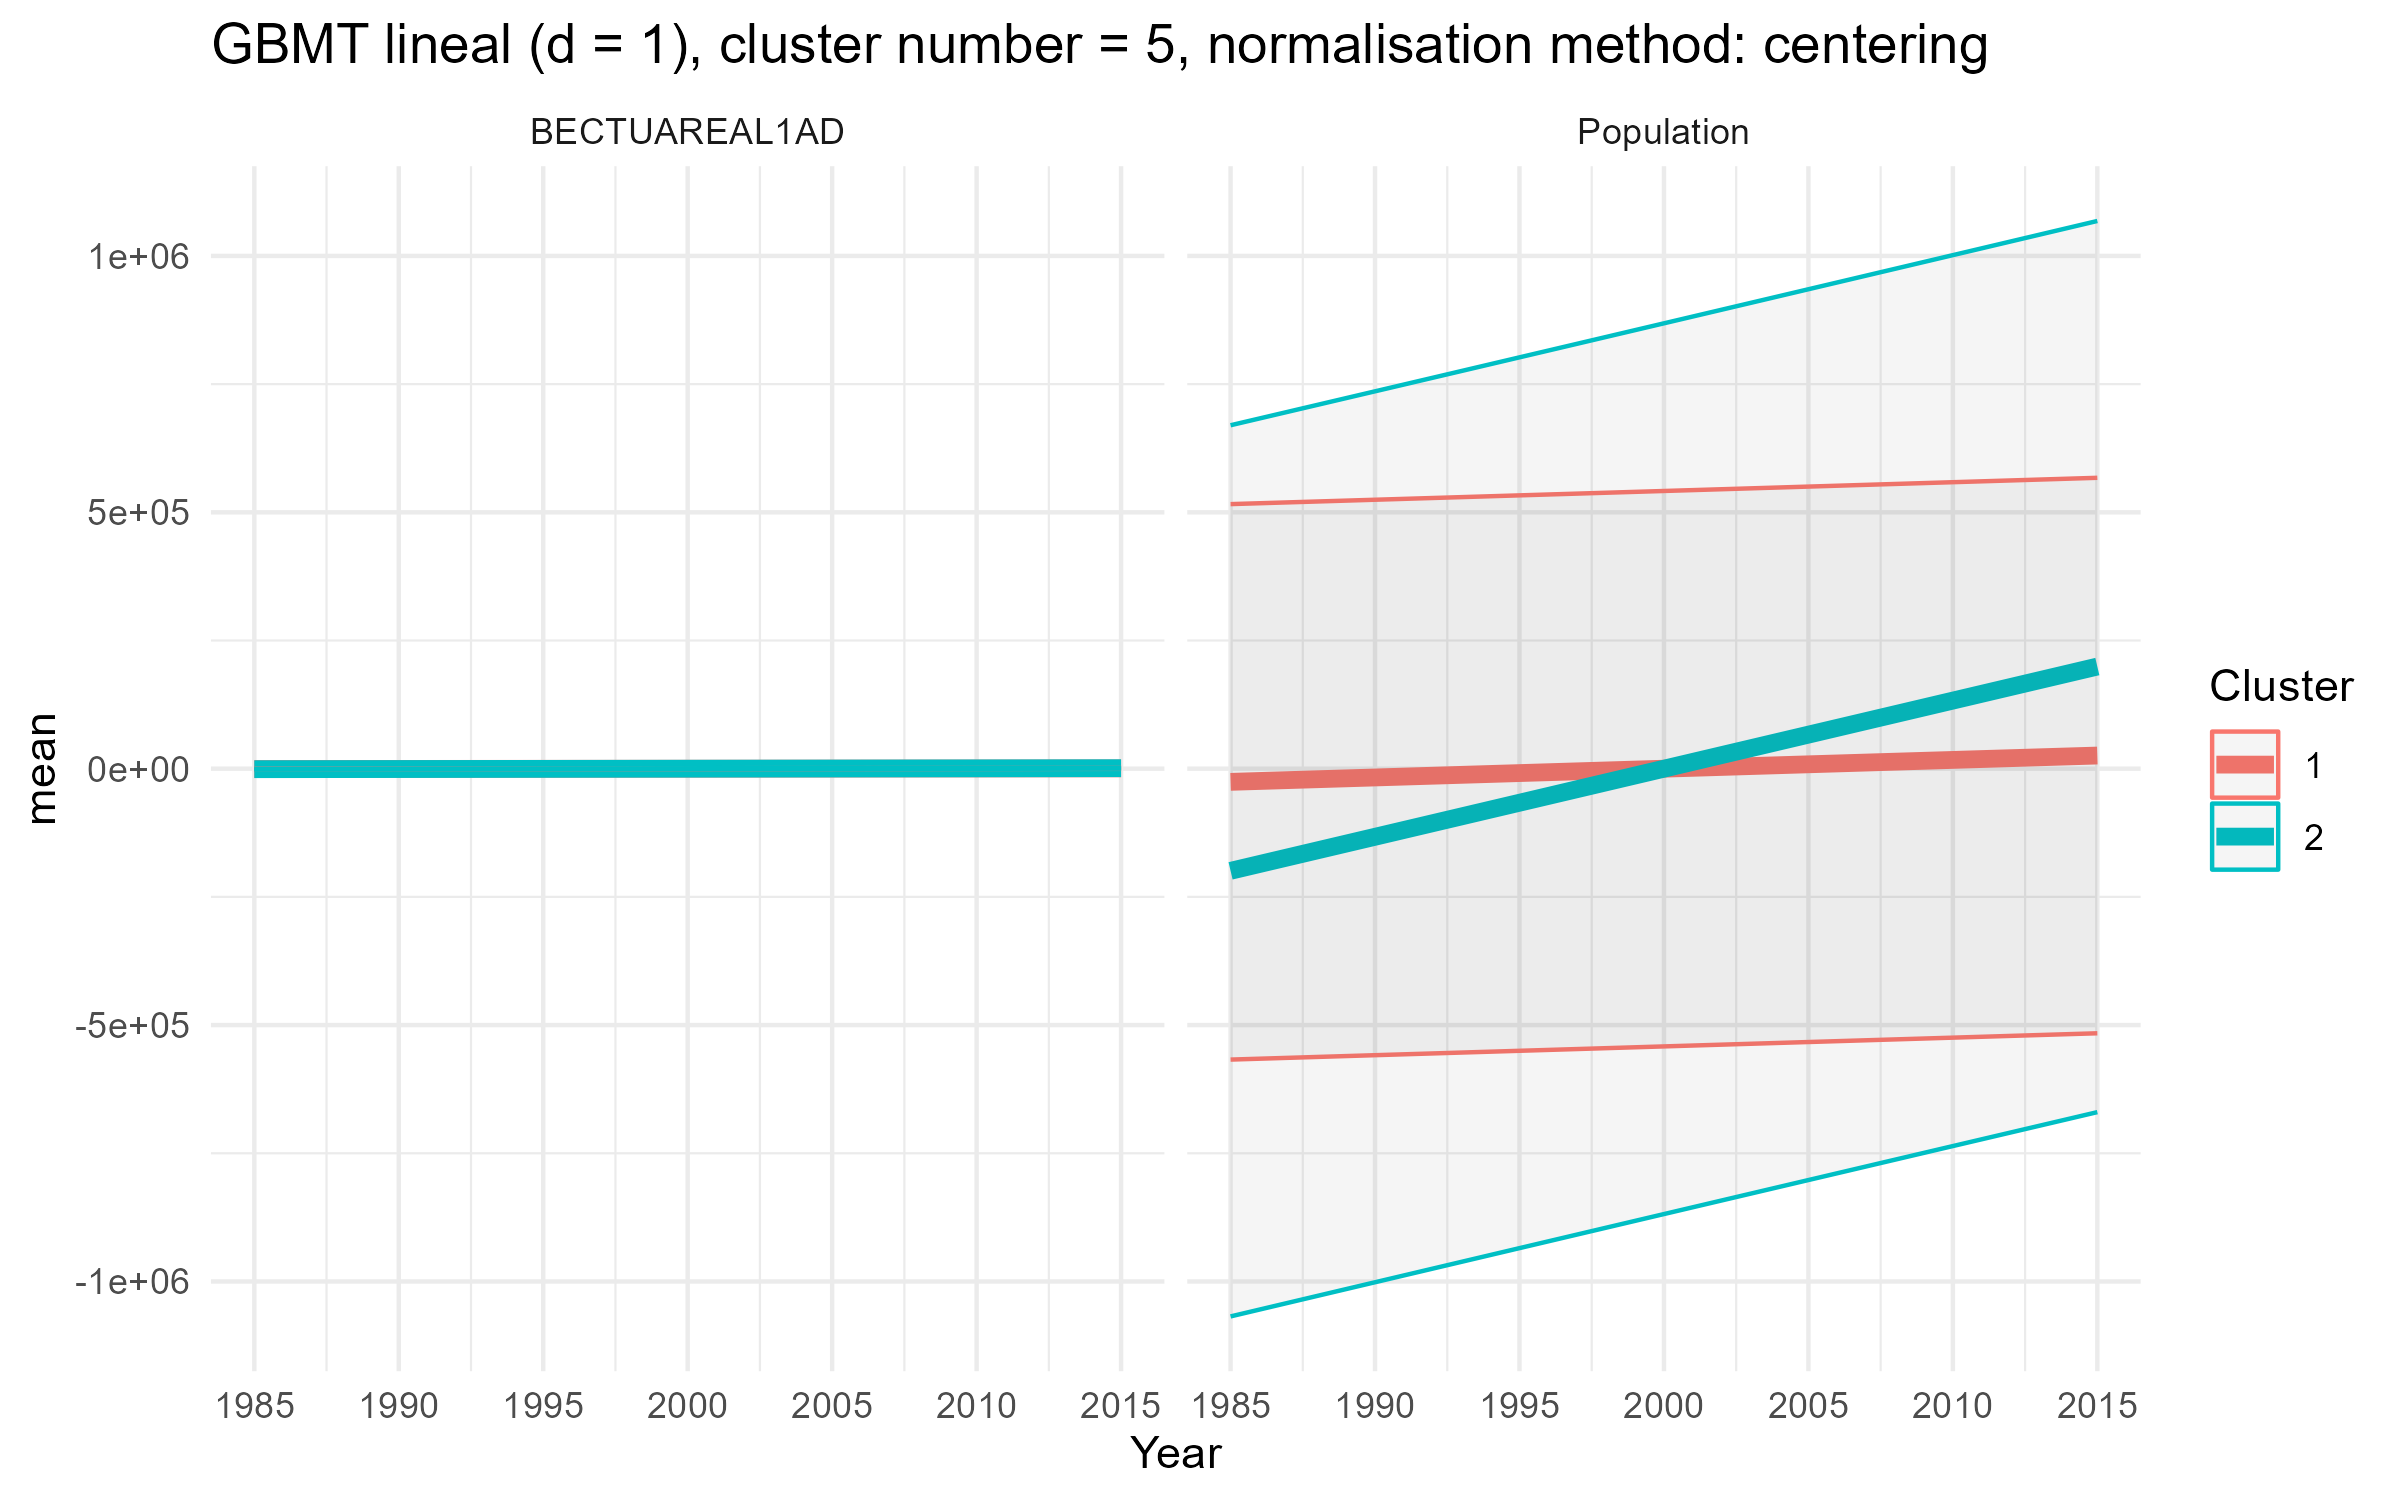 GBMT lineal (d = 1), cluster number = 5, normalisation method: centering
BECTUAREAL1AD
Population
1e+06
5e+05
0e+00
-5e+05
-1e+06
mean
1985 1990 1995 2000 2005 2010 2015
1985 1990 1995 2000 2005 2010 2015
Year
Cluster
1
2